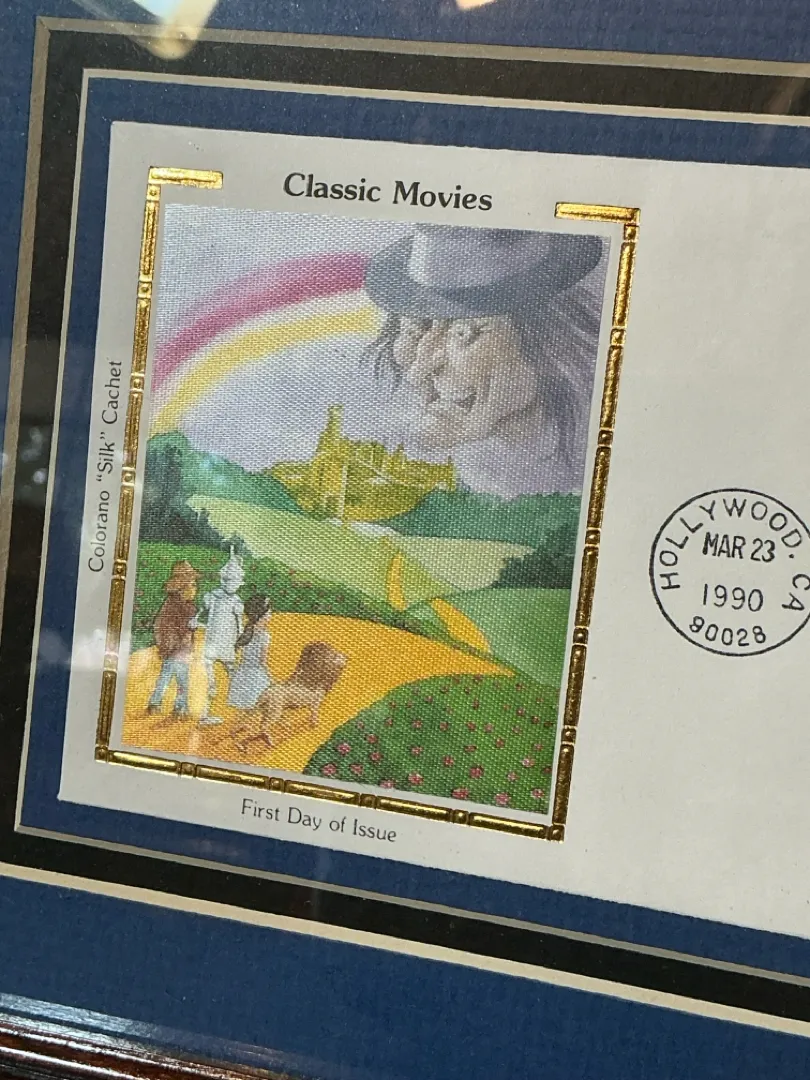 Classic Movies
Colorano "Silk" Cachet
First Day of Issue
HOLLYWOOD, CA
MAR 23
1990
90028